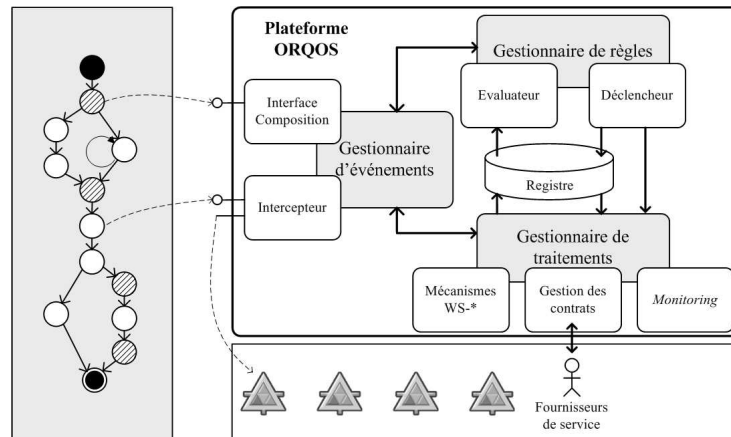 Plateforme
ORQOS
Gestionnaire de règles
Evaluateur
Déclencheur
Interface
Composition
Gestionnaire
d'événements
Registre
Intercepteur
Gestionnaire de
traitements
Mécanismes
WS-*
Gestion des
contrats
Monitoring
Fournisseurs
de service